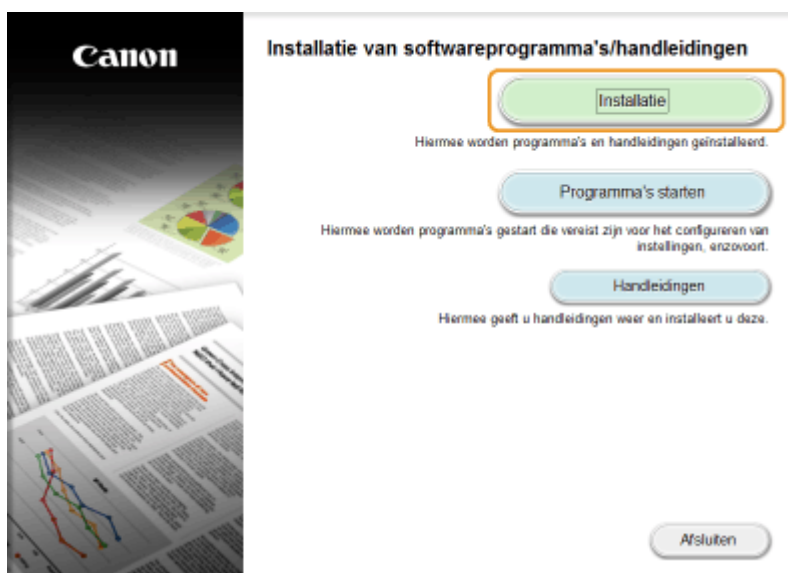 Canon
Installatie van softwareprogramma's/handleidingen
Installatie
Hiermee worden programma's en handleidingen geïnstalleerd.
Programma's starten
Hiermee worden programma's gestart die vereist zijn voor het configureren van
instellingen, enzovoort.
Handleidingen
Hiermee geeft u handleidingen weer en installeert u deze.
Afsluiten